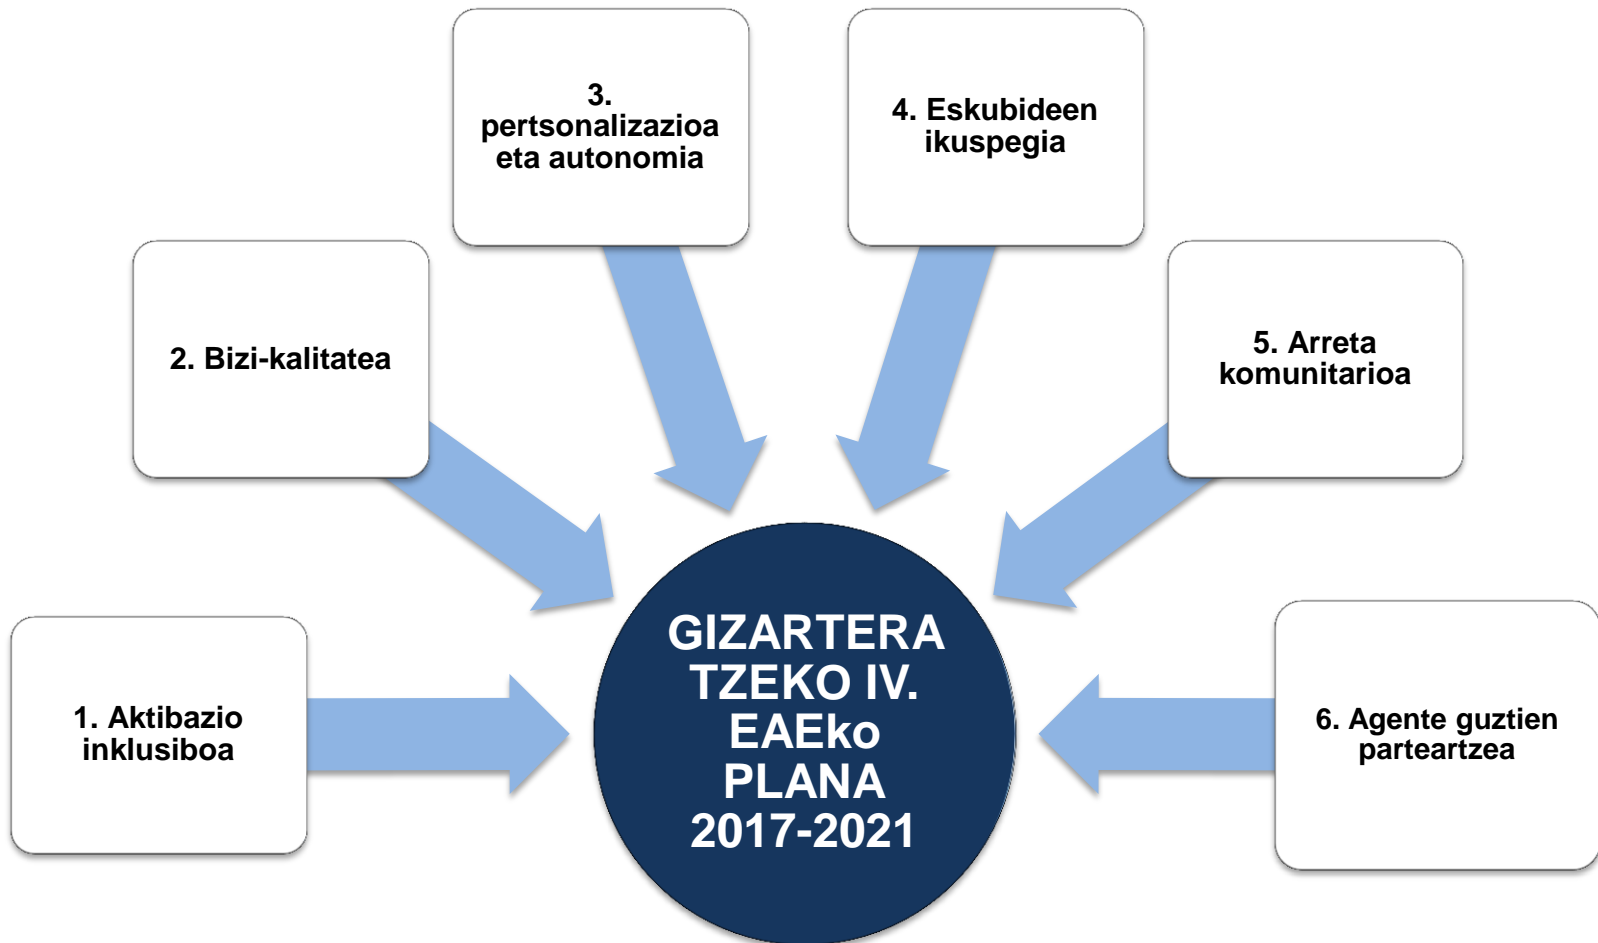 1. Aktibazio
inklusiboa
2. Bizi-kalitatea
3.
pertsonalizazioa
eta autonomia
4. Eskubideen
ikuspegia
5. Arreta
komunitarioa
6. Agente guztien
parteartzea
GIZARTERA
TZEKO IV.
EAEko
PLANA
2017-2021